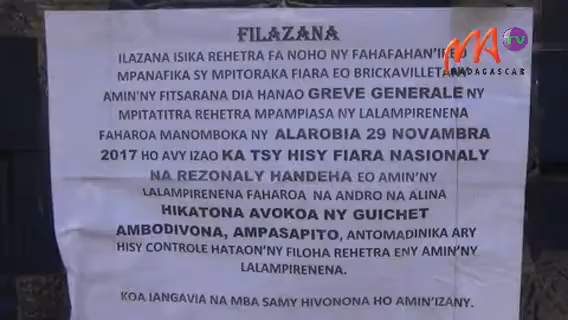 FILAZANA
ILAZANA ISIKA REHETRA FA NOHO NY FAHAFAHAN'IREO
MPANAFIKA SY MPITORAKA FIARA EO BRICKAVILLE TANA
AMIN'NY FITSARANA DIA HANAO GREVE GENERALE NY
MPITATITRA REHETRA MPAMPIASA NY LALAMPIRENENA
FAHAROA MANOMBOKA NY ALAROBIA 29 NOVAMBRA
2017 HO AVY IZAO KA TSY HISY FIARA NASIONALY
NA REZONALY HANDEHA EO AMIN'NY
LALAMPIRENENA FAHAROA NA ANDRO NA ALINA
HIKATONA AVOKOA NY GUICHET
AMBODIVONA, AMPASAPITO, ANTOMADINIKA ARY
HISY CONTROLE HATAON'NY FILOHA REHETRA ENY AMIN'NY
LALAMPIRENENA.
KOA IANGAVIA NA MBA SAMY HIVONONA HO AMIN'IZANY.
MA TV
MADAGASCAR